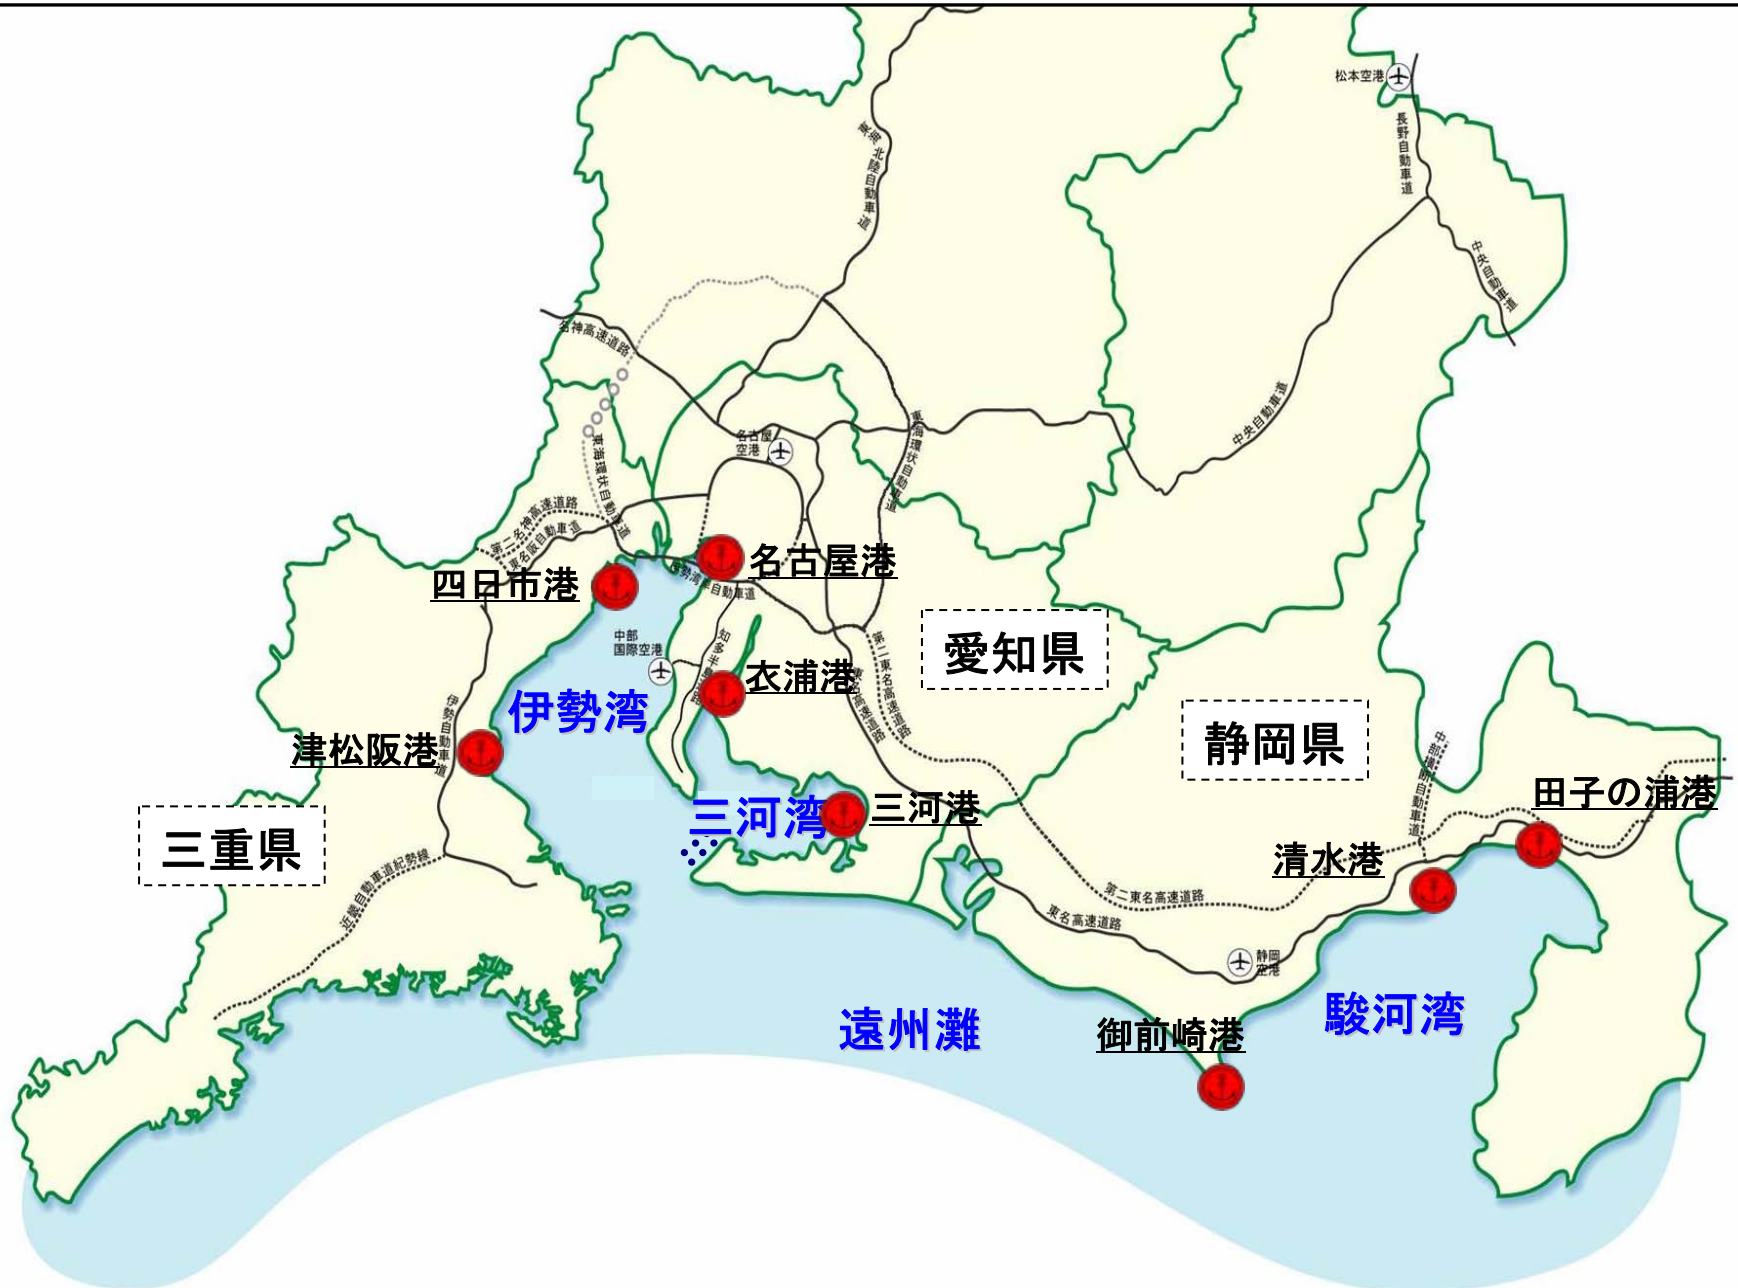 松本空港
長野自動車道
東海北陸自動車道
中央自動車道
名神高速道路
中央自動車道
名古屋
空港
東海環状自動車道
東海環状自動車道
第二名神高速道路
東名阪自動車道
名古屋港
四日市港
伊勢湾岸自動車道
中部
国際空港
知多半島道路
第二東名高速道路
愛知県
衣浦港
東名高速道路
伊勢湾
伊勢自動車道
静岡県
津松阪港
中部横断自動車道
田子の浦港
三河湾
三河港
三重県
清水港
近畿自動車道紀勢線
第二東名高速道路
東名高速道路
静岡
空港
遠州灘
駿河湾
御前崎港